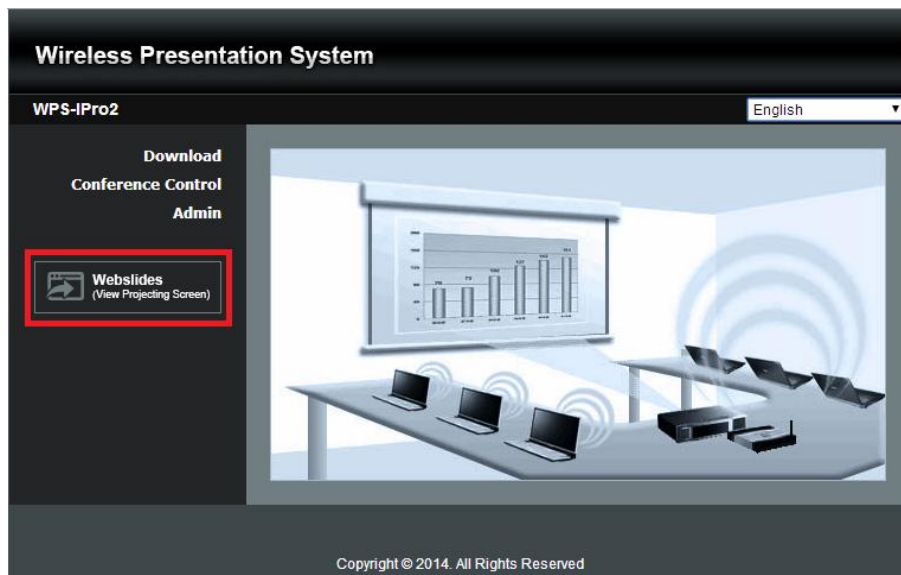 Wireless Presentation System
WPS-IPro2
English
Download
Conference Control
Admin
Webslides
(View Projecting Screen)
Copyright © 2014. All Rights Reserved